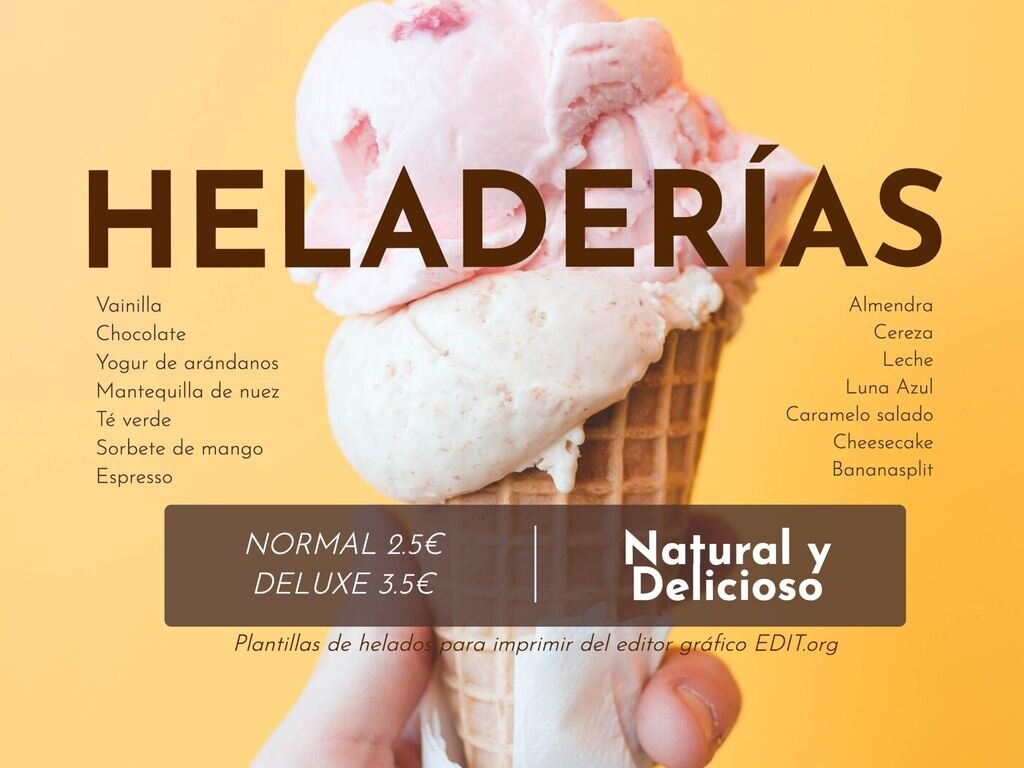 HELADERÍAS
Vainilla
Chocolate
Yogur de arándanos
Mantequilla de nuez
Té verde
Sorbete de mango
Espresso
Almendra
Cereza
Leche
Luna Azul
Caramelo salado
Cheesecake
Bananasplit
NORMAL 2.5€
DELUXE 3.5€
Natural y
Delicioso
Plantillas de helados para imprimir del editor gráfico EDIT.org